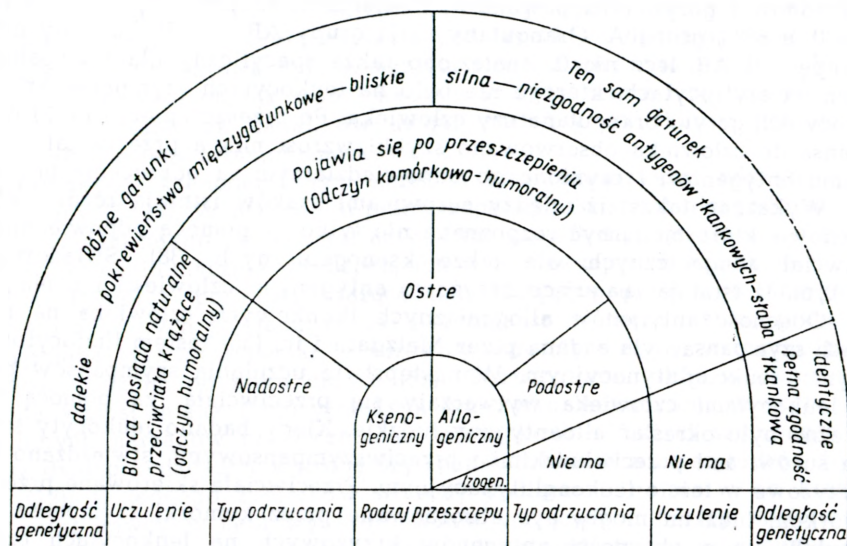 Różne gatunki
dalekie — pokrewieństwo międzygatunkowe — bliskie
Ten sam gatunek
silna — niezgodność antygenów tkankowych - słaba
Identyczna
pełna zgodność
tkankowa
Biorca posiada naturalne
przeciwciała krążące
(odczyn humoralny)
pojawia się po przeszczepieniu
(Odczyn komórkowo-humoralny)
Nie ma
Nadostre
Ostre
Podostre
Nie ma
Kseno-
geniczny
Allo-
geniczny
Izogen.
Odległość
genetyczna
Uczulenie
Typ odrzucania
Rodzaj przeszczepu
Typ odrzucania
Uczulenie
Odległość
genetyczna